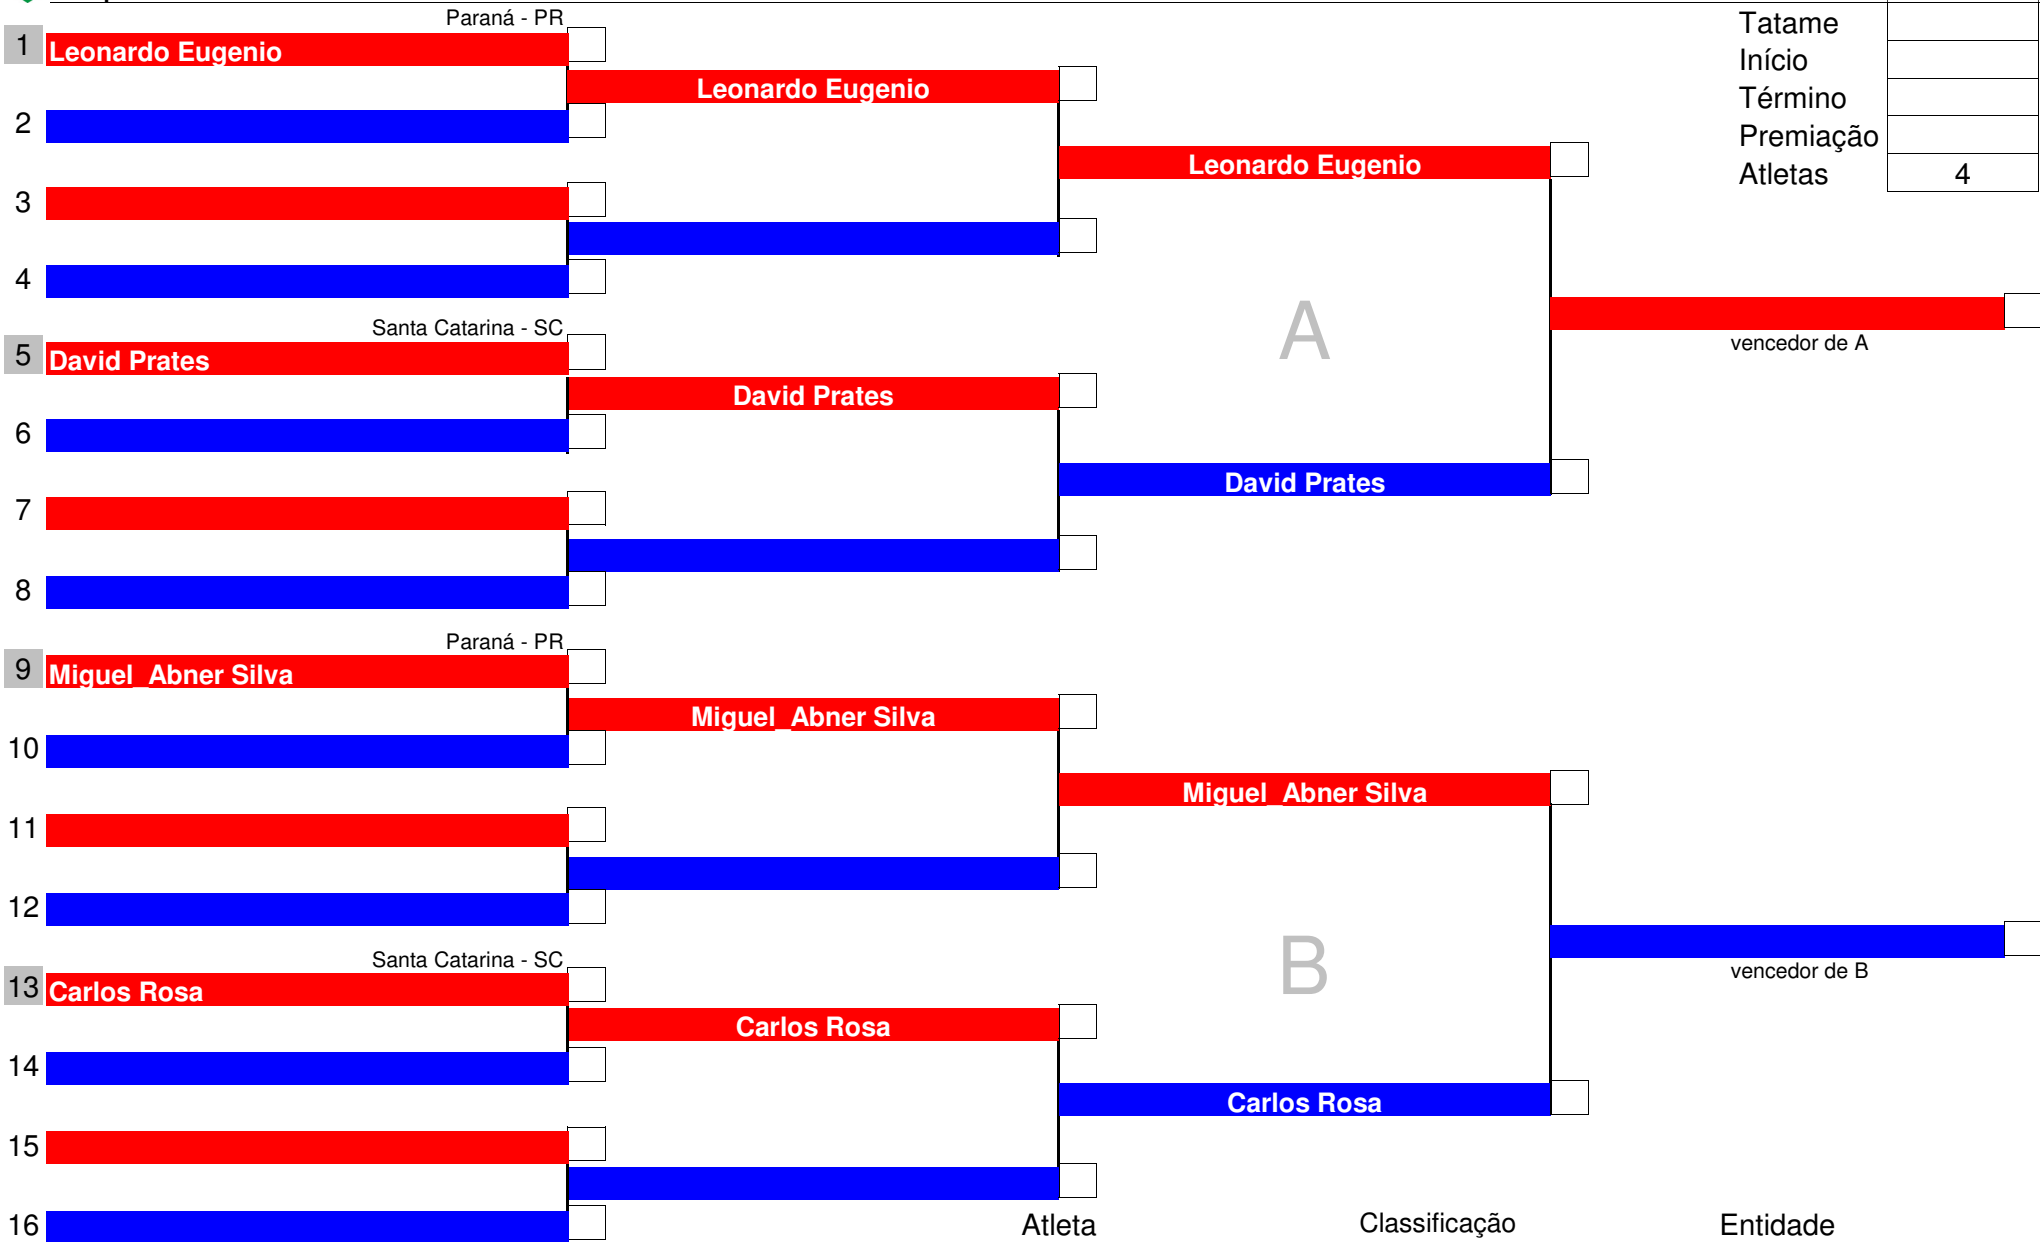 Paraná - PR
Tatame
1 Leonardo Eugenio
Início
Leonardo Eugenio
Término
2
Premiação
Leonardo Eugenio
Atletas 4
3
4
Santa Catarina - SC
A
vencedor de A
5 David Prates
David Prates
6
David Prates
7
8
Paraná - PR
9 Miguel_Abner Silva
Miguel_Abner Silva
10
Miguel_Abner Silva
11
12
Santa Catarina - SC
B
vencedor de B
13 Carlos Rosa
Carlos Rosa
14
Carlos Rosa
15
16
Atleta Classificação Entidade